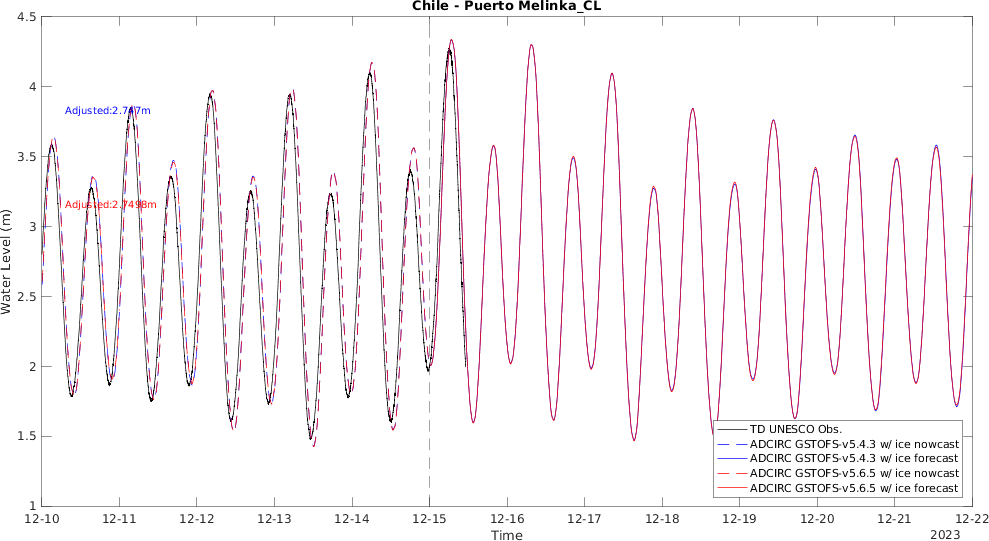 Chile - Puerto Melinka_CL
4.5
4
3.5
3
2.5
2
1.5
1
Water Level (m)
Adjusted:2.7498m
TD UNESCO Obs.
ADCIRC GSTOFS-v5.4.3 w/ ice nowcast
ADCIRC GSTOFS-v5.4.3 w/ ice forecast
ADCIRC GSTOFS-v5.6.5 w/ ice nowcast
ADCIRC GSTOFS-v5.6.5 w/ ice forecast
12-10 12-11 12-12 12-13 12-14 12-15 12-16 12-17 12-18 12-19 12-20 12-21 12-22
Time
2023